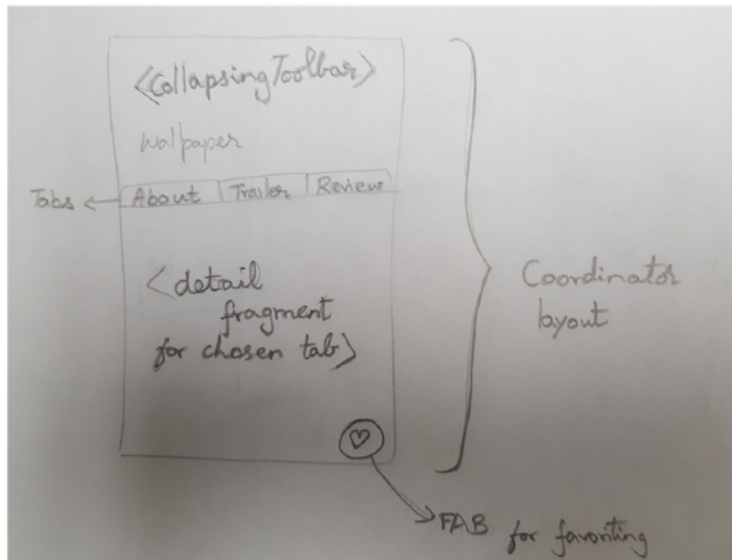 <CollapsingToolbar>
Wallpaper
Tabs
About Trailer Review
<detail
fragment
for chosen tab>
Coordinator
layout
FAB for favoriting